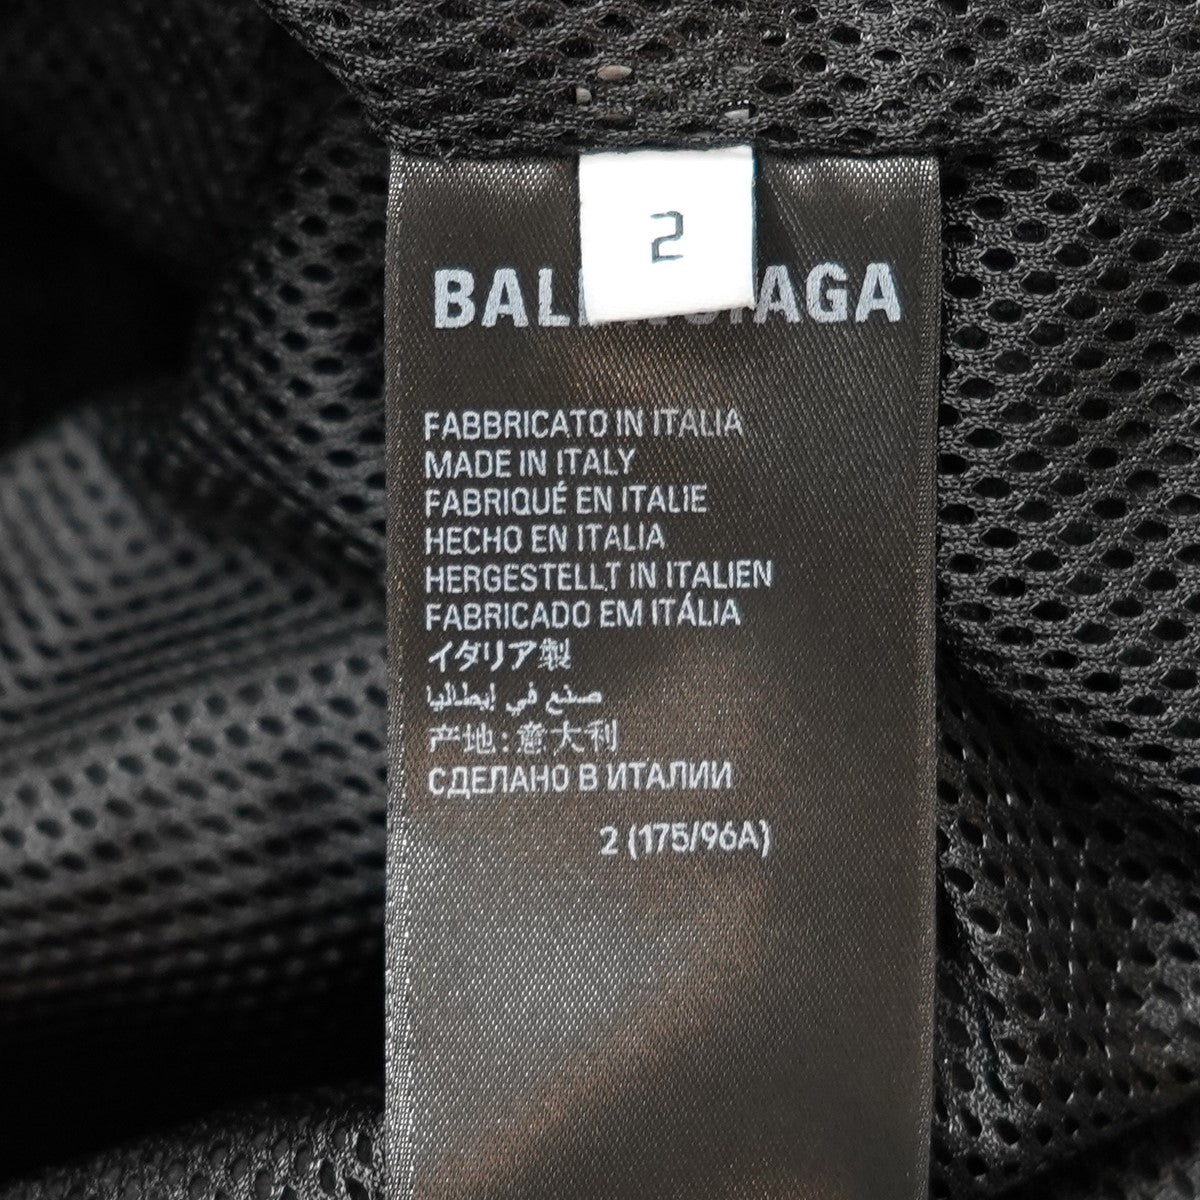 2
BALENCIAGA
FABBRICATO IN ITALIA
MADE IN ITALY
FABRIQUÉ EN ITALIE
HECHO EN ITALIA
HERGESTELLT IN ITALIEN
FABRICADO EM ITÁLIA
イタリア製
صنع في إيطاليا
产地:意大利
СДЕЛАНО В ИТАЛИИ
2 (175/96A)